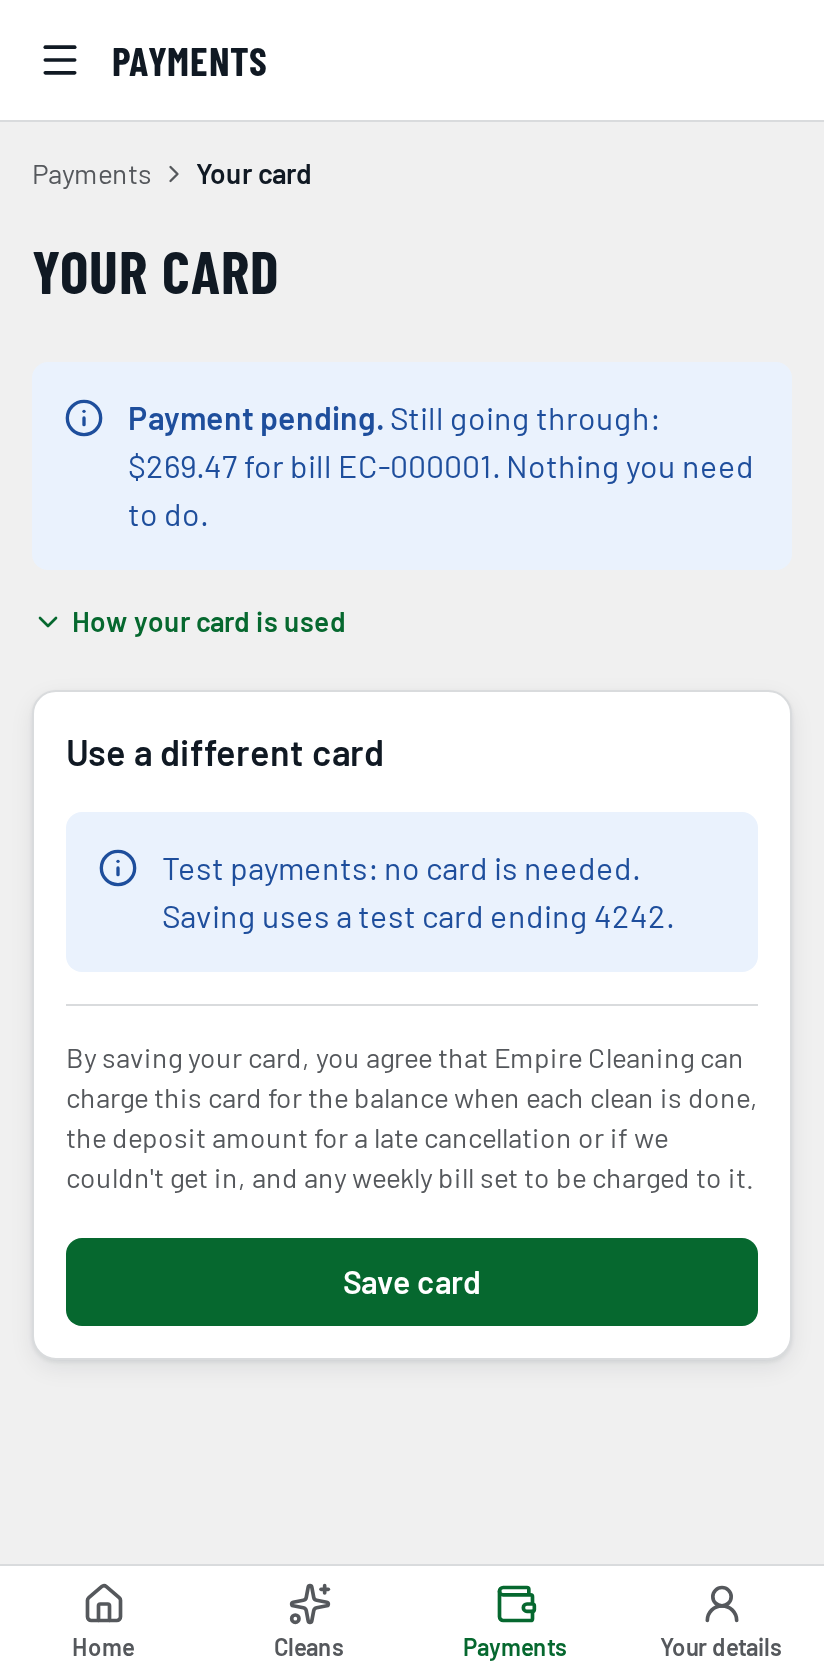 PAYMENTS
Payments > Your card
YOUR CARD
Payment pending. Still going through:
$269.47 for bill EC-000001. Nothing you need
to do.
How your card is used
Use a different card
Test payments: no card is needed.
Saving uses a test card ending 4242.
By saving your card, you agree that Empire Cleaning can
charge this card for the balance when each clean is done,
the deposit amount for a late cancellation or if we
couldn't get in, and any weekly bill set to be charged to it.
Save card
Home
Cleans
Payments
Your details